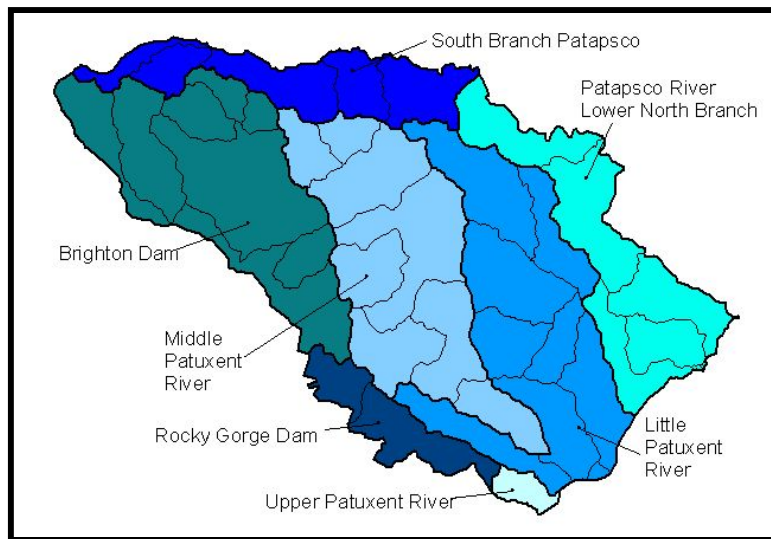 South Branch Patapsco
Patapsco River
Lower North Branch
Brighton Dam
Middle
Patuxent
River
Rocky Gorge Dam
Little
Patuxent
River
Upper Patuxent River